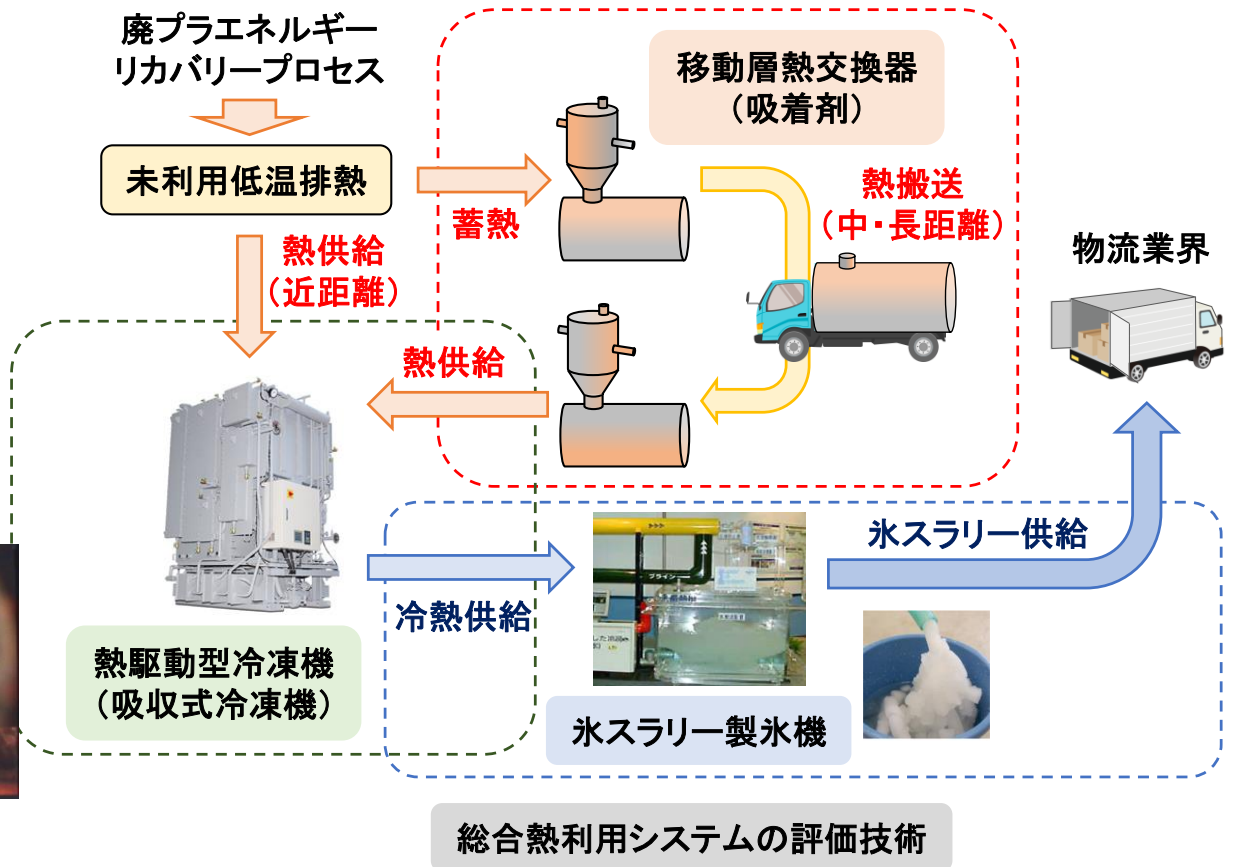 廃プラエネルギー
リカバリープロセス
未利用低温排熱
移動層熱交換器
（吸着剤）
蓄熱
熱搬送
（中・長距離）
熱供給
（近距離）
熱供給
物流業界
冷熱供給
氷スラリー供給
ブライン
熱駆動型冷凍機
（吸収式冷凍機）
氷スラリー製氷機
総合熱利用システムの評価技術